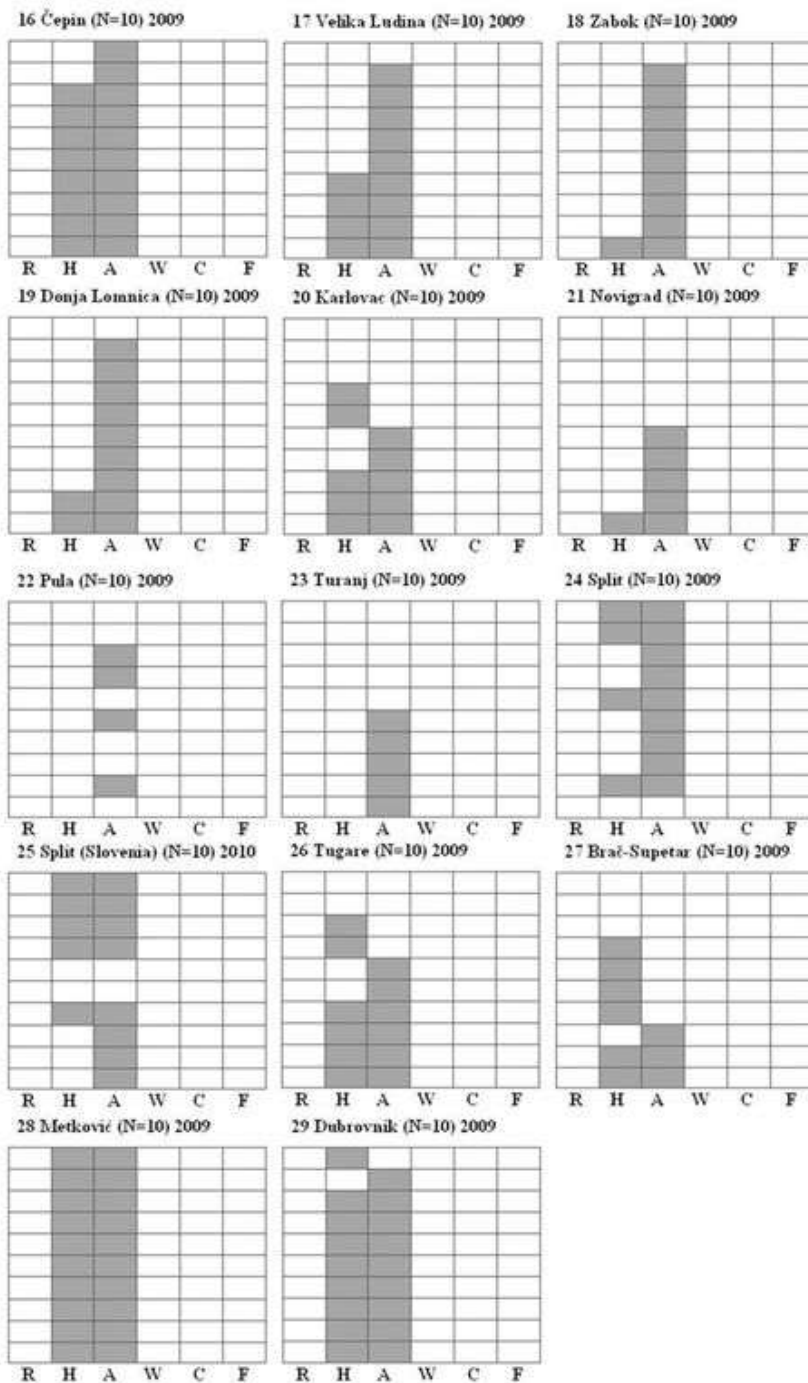 16 Čepin (N=10) 2009
17 Velika Ludina (N=10) 2009
18 Zabok (N=10) 2009
R H A W C F
R H A W C F
R H A W C F
19 Donja Lomnica (N=10) 2009
20 Karlovac (N=10) 2009
21 Novigrad (N=10) 2009
R H A W C F
R H A W C F
R H A W C F
22 Pula (N=10) 2009
23 Turanj (N=10) 2009
24 Split (N=10) 2009
R H A W C F
R H A W C F
R H A W C F
25 Split (Slovenia) (N=10) 2010
26 Tugare (N=10) 2009
27 Brač-Supetar (N=10) 2009
R H A W C F
R H A W C F
R H A W C F
28 Metković (N=10) 2009
29 Dubrovnik (N=10) 2009
R H A W C F
R H A W C F